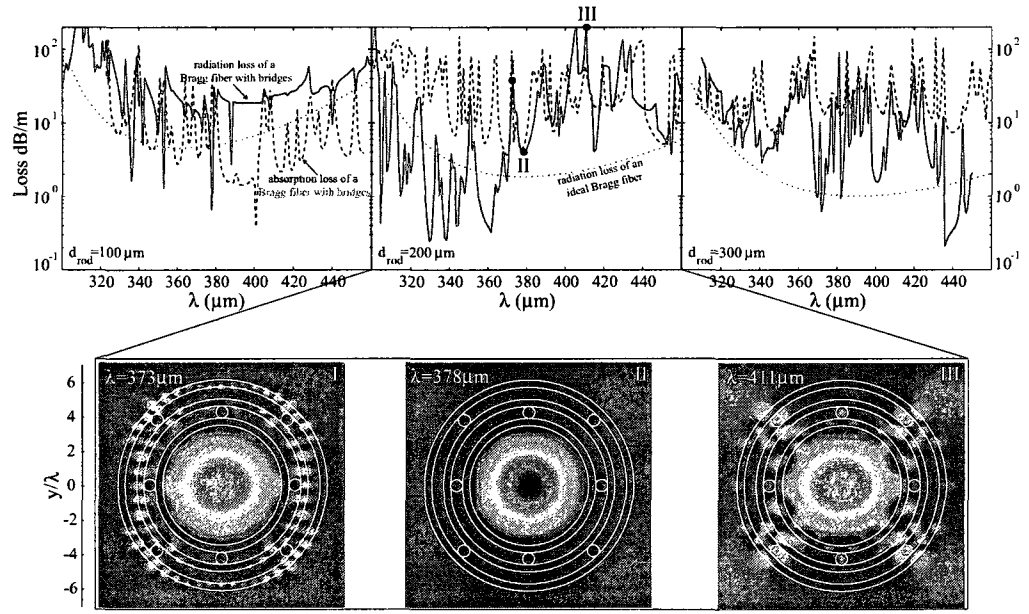 III
10²
10²
radiation loss of a
Bragg fiber with bridges
Loss dB/m
10¹
10¹
II
absorption loss of a
Bragg fiber with bridges
radiation loss of an
ideal Bragg fiber
10⁰
10⁰
d_rod=100 μm
d_rod=200 μm
d_rod=300 μm
10⁻¹
10⁻¹
320 340 360 380 400 420 440
320 340 360 380 400 420 440
320 340 360 380 400 420 440
λ (μm)
λ (μm)
λ (μm)
λ=373μm
I
λ=378μm
II
λ=411μm
III
y/λ
6
4
2
0
-2
-4
-6